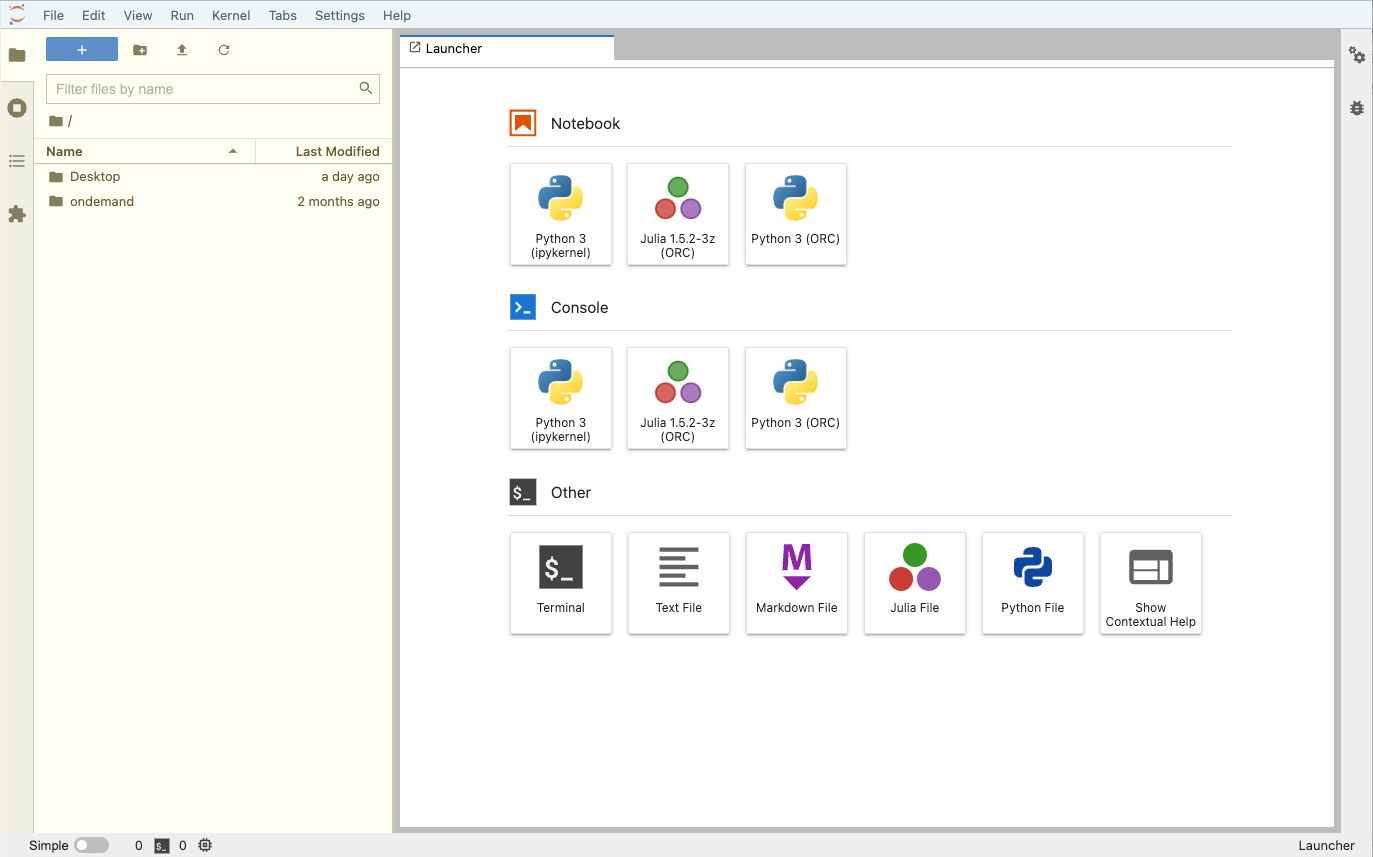 File Edit View Run Kernel Tabs Settings Help
+
Filter files by name
/
Name Last Modified
Desktop a day ago
ondemand 2 months ago
Launcher
Notebook
Python 3
(ipykernel)
Julia 1.5.2-3z
(ORC)
Python 3 (ORC)
Console
Python 3
(ipykernel)
Julia 1.5.2-3z
(ORC)
Python 3 (ORC)
$_ Other
$_
Terminal
Text File
M
Markdown File
Julia File
Python File
Show
Contextual Help
Simple 0 $_ 0
Launcher